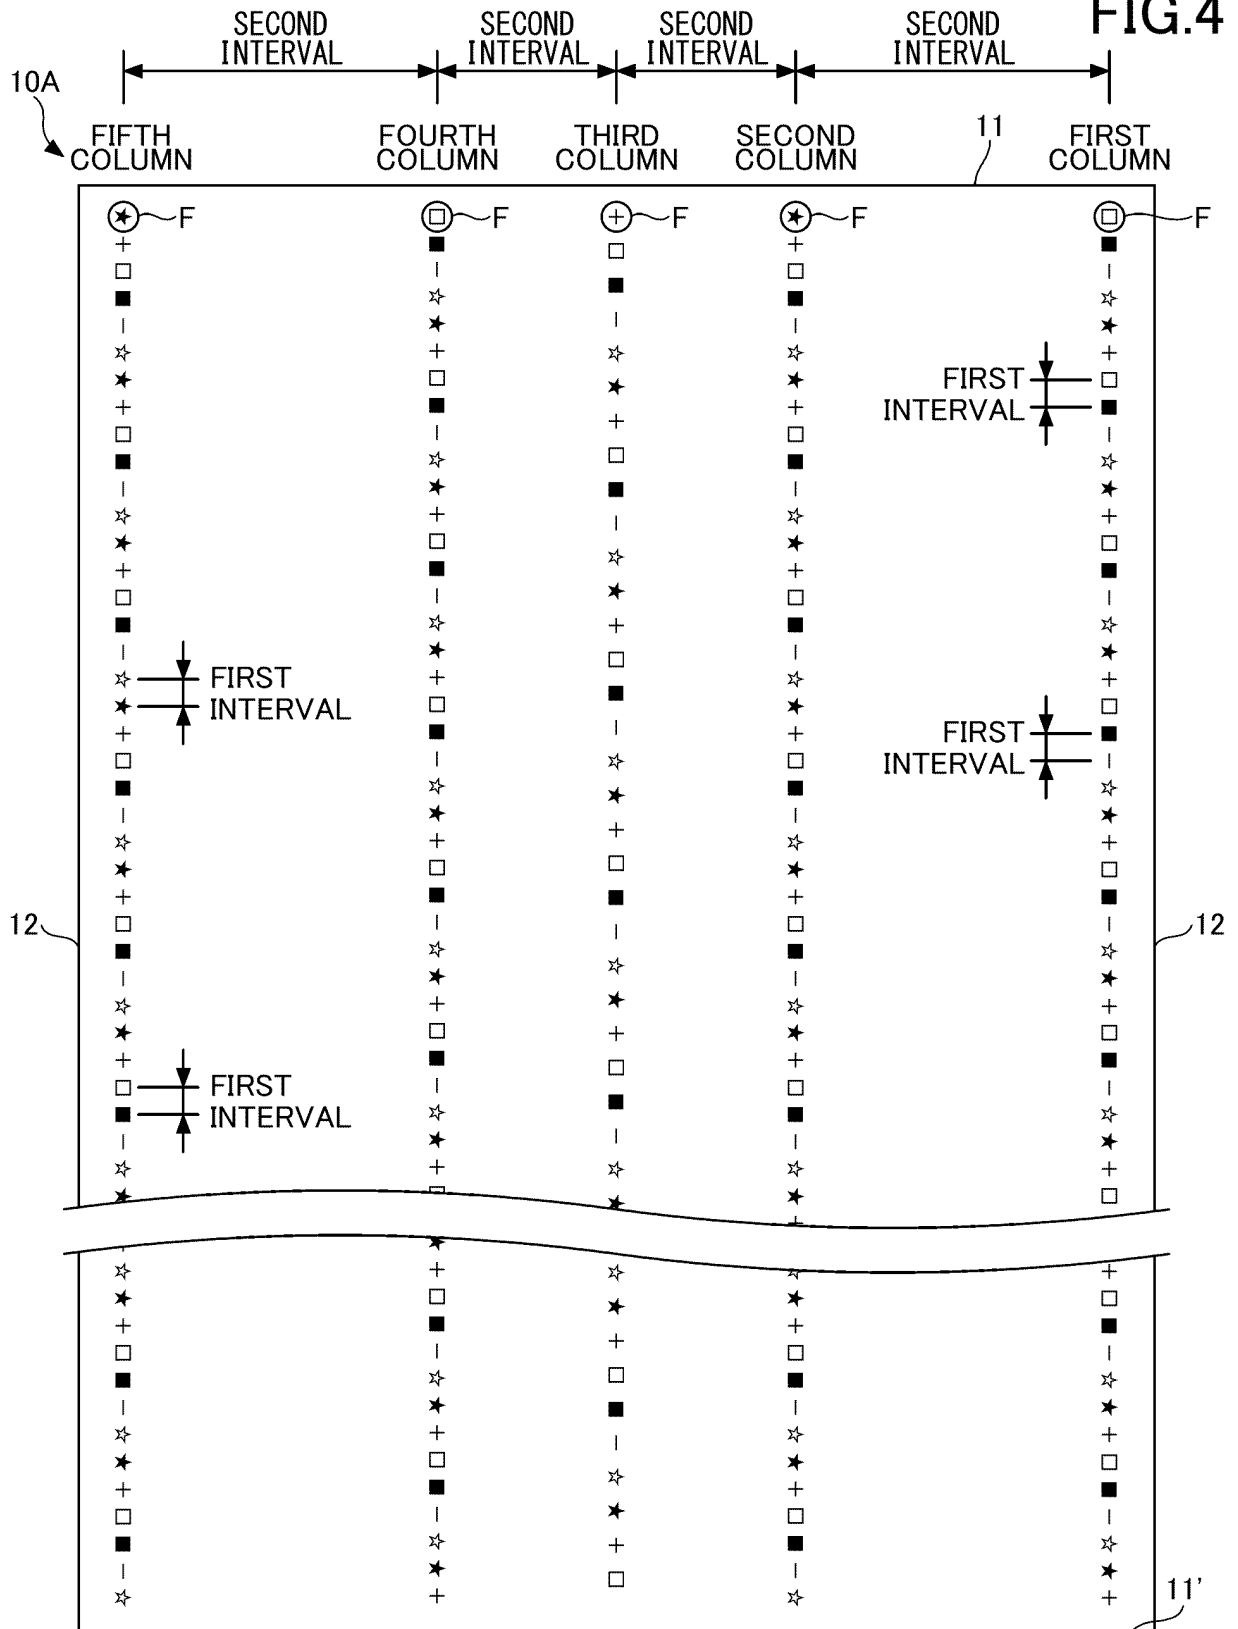 FIG.4
SECOND SECOND SECOND SECOND
INTERVAL INTERVAL INTERVAL INTERVAL
10A
FIFTH FOURTH THIRD SECOND 11 FIRST
COLUMN COLUMN COLUMN COLUMN COLUMN
F F F F F
FIRST
INTERVAL
FIRST
INTERVAL
FIRST
INTERVAL
12 12
FIRST
INTERVAL
11'